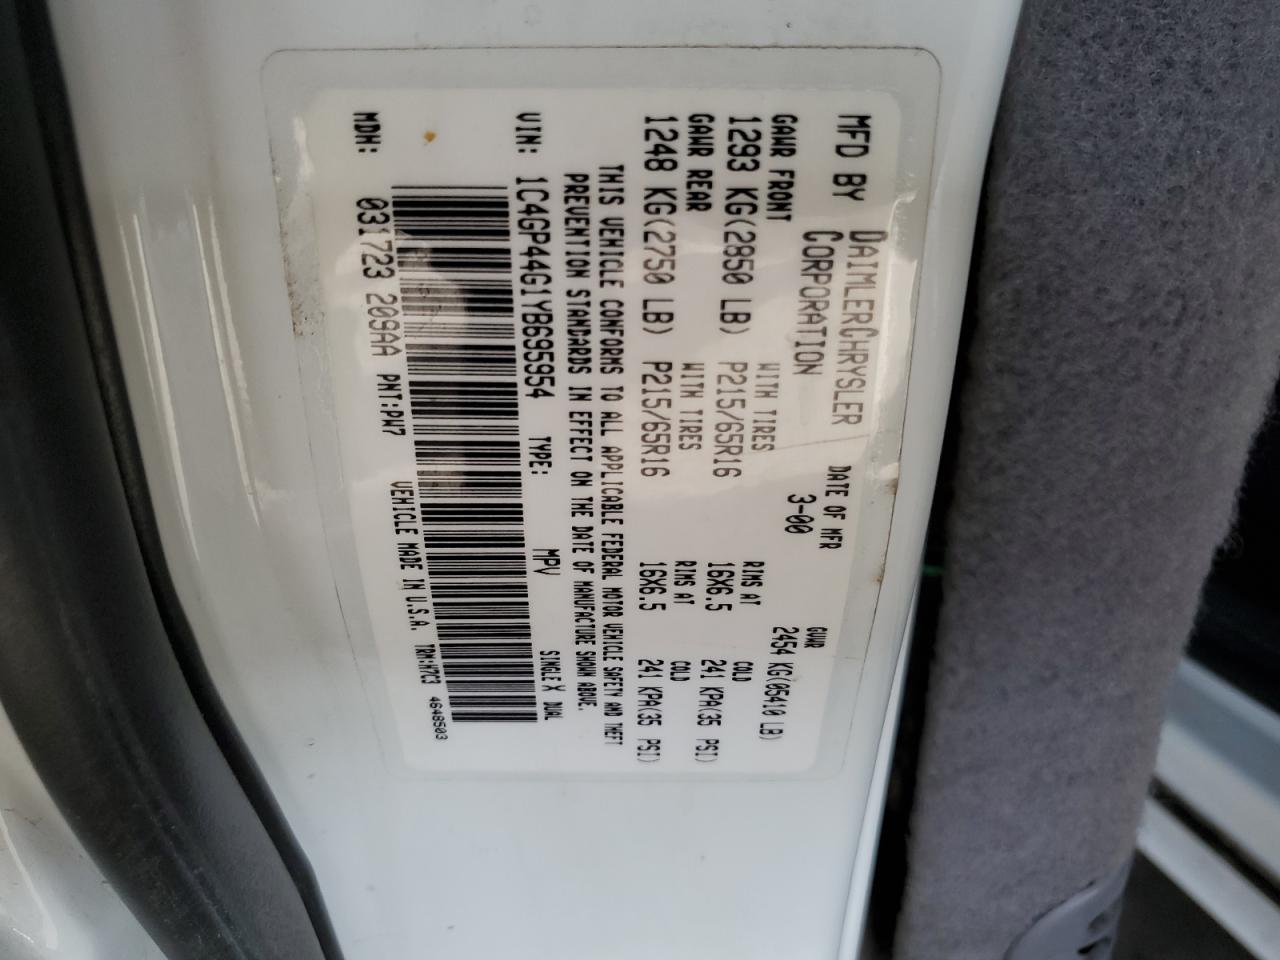 MFD BY DAIMLERCHRYSLER CORPORATION
DATE OF MFR 3-00
GVWR 2454 KG(05410 LB)
GAWR FRONT WITH TIRES RIMS AT COLD
1293 KG(2850 LB) P215/65R16 16X6.5 241 KPA(35 PSI)
GAWR REAR WITH TIRES RIMS AT COLD
1248 KG(2750 LB) P215/65R16 16X6.5 241 KPA(35 PSI)
THIS VEHICLE CONFORMS TO ALL APPLICABLE FEDERAL MOTOR VEHICLE SAFETY AND THEFT
PREVENTION STANDARDS IN EFFECT ON THE DATE OF MANUFACTURE SHOWN ABOVE.
VIN: 1C4GP44G1YB695954 TYPE: MPV SINGLE X DUAL
MDH: 031723 209AA PNT:PW7 VEHICLE MADE IN U.S.A. TRM:H7C3 4648503